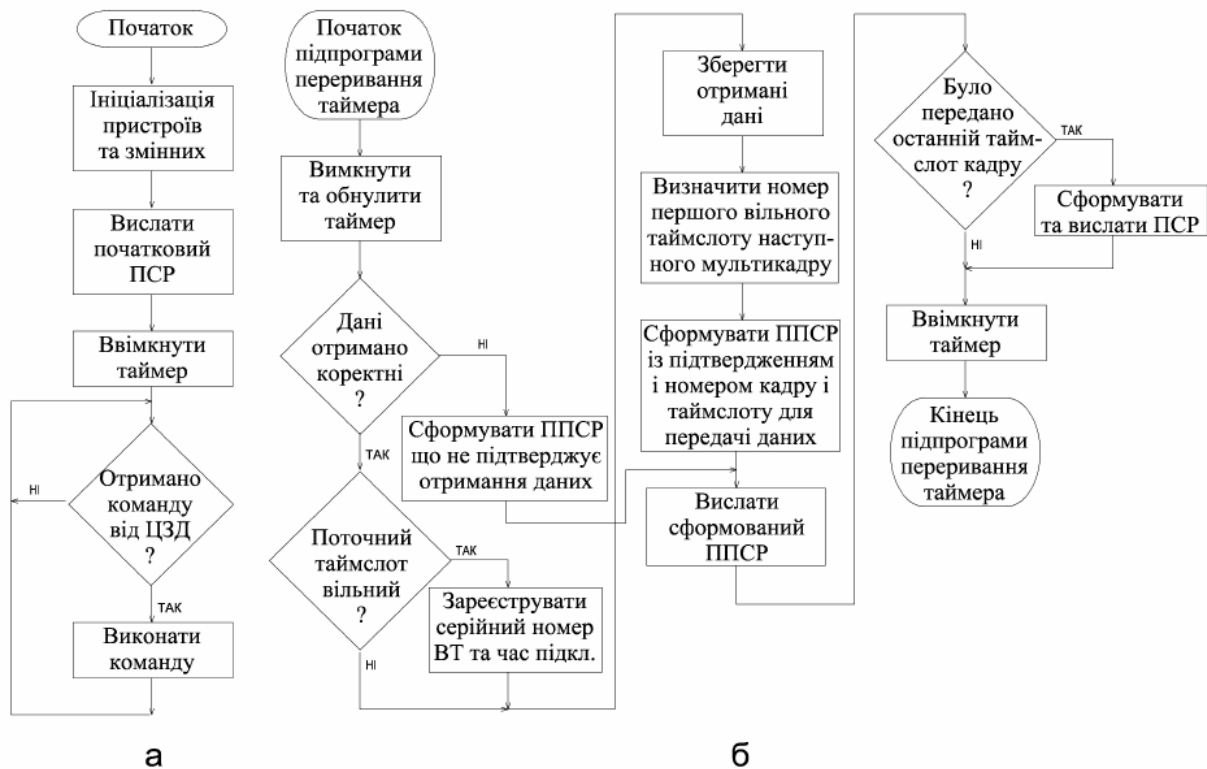 Початок
Ініціалізація
пристроїв
та змінних
Вислати
початковий
ПСР
Ввімкнути
таймер
Отримано
команду
від ЦЗД
?
НІ
ТАК
Виконати
команду
а
Початок
підпрограми
переривання
таймера
Вимкнути
та обнулити
таймер
Дані
отримано
коректні
?
НІ
ТАК
Сформувати ППСР
що не підтверджує
отримання даних
Поточний
таймслот
вільний
?
ТАК
НІ
Зареєструвати
серійний номер
ВТ та час підкл.
Зберегти
отримані
дані
Визначити номер
першого вільного
таймслоту наступ-
ного мультикадру
Сформувати ППСР
із підтвердженням
і номером кадру і
таймслоту для
передачі даних
Вислати
сформований
ППСР
Було
передано
останній тайм-
слот кадру
?
ТАК
НІ
Сформувати
та вислати ПСР
Ввімкнути
таймер
Кінець
підпрограми
переривання
таймера
б